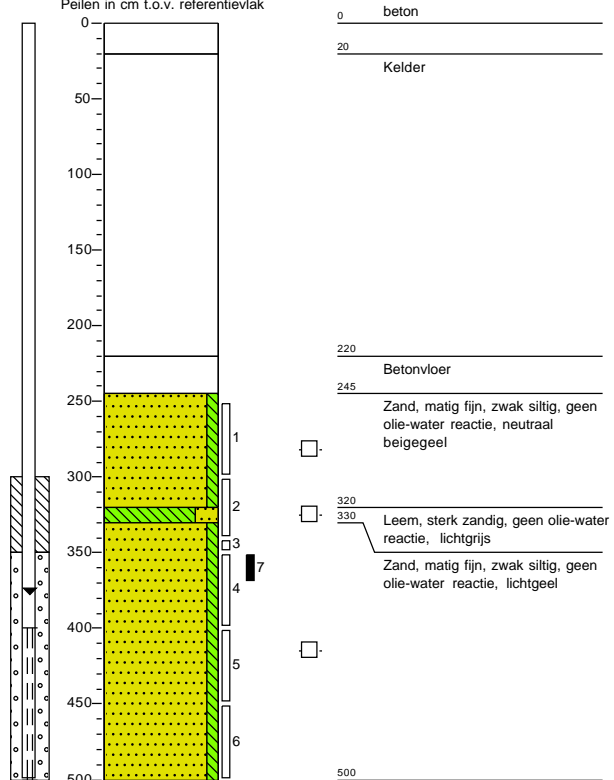 Peilen in cm t.o.v. referentievlak
0
50
100
150
200
250
300
350
400
450
500
1
2
3
4
5
6
7
0
beton
20
Kelder
220
Betonvloer
245
Zand, matig fijn, zwak siltig, geen
olie-water reactie, neutraal
beigegeel
320
330
Leem, sterk zandig, geen olie-water
reactie, lichtgrijs
Zand, matig fijn, zwak siltig, geen
olie-water reactie, lichtgeel
500